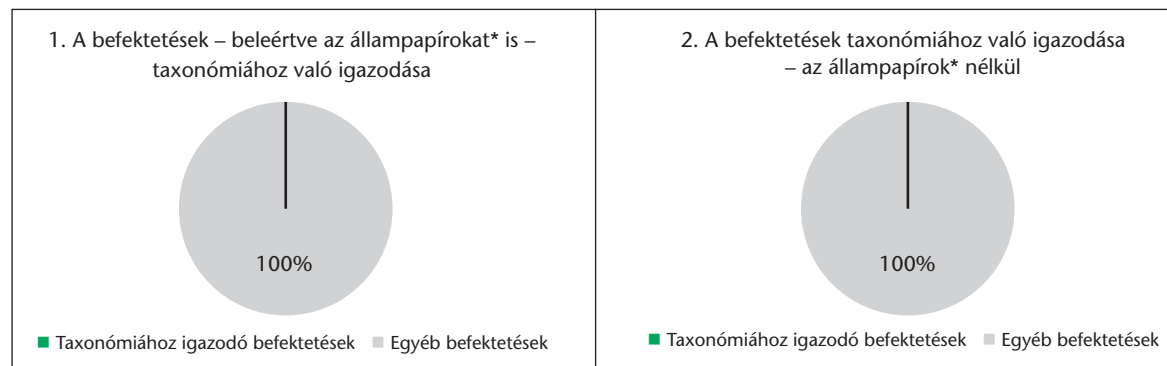 1. A befektetések – beleértve az állampapírokat* is –
taxonómiához való igazodása
100%
Taxonómiához igazodó befektetések Egyéb befektetések
2. A befektetések taxonómiához való igazodása
– az állampapírok* nélkül
100%
Taxonómiához igazodó befektetések Egyéb befektetések